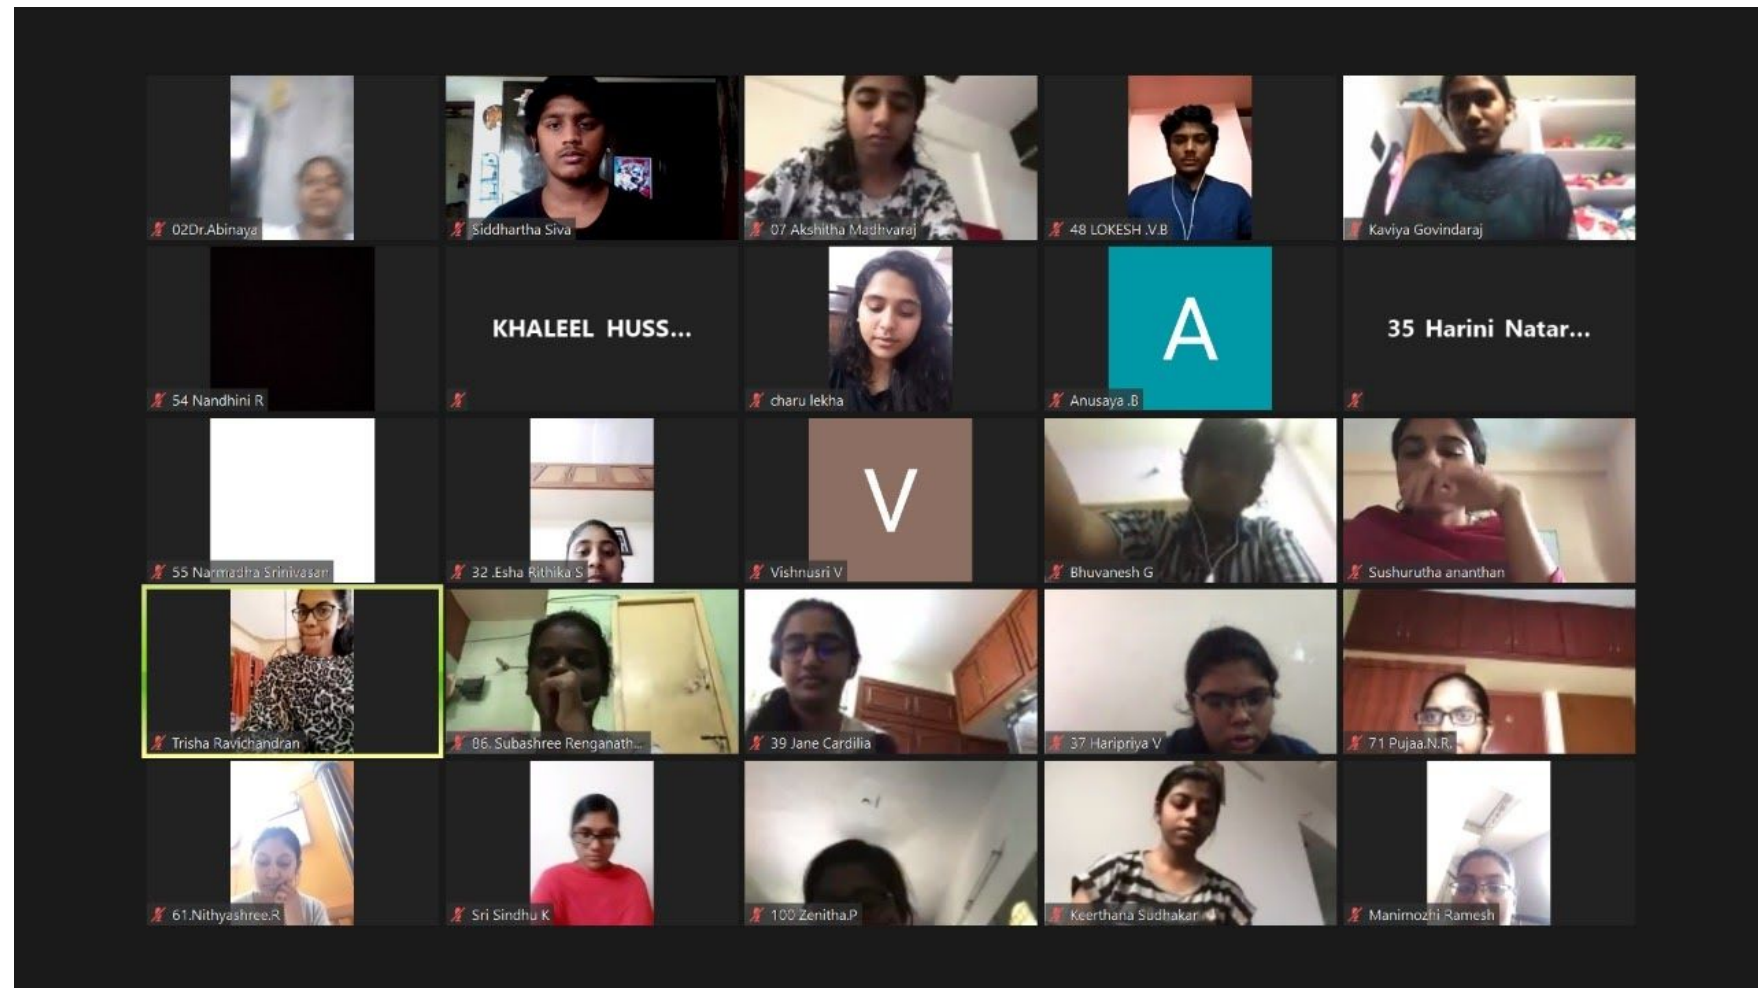 02Dr.Abinaya
Siddhartha Siva
07 Akshitha Madhvaraj
48 LOKESH .V.B
Kaviya Govindaraj
54 Nandhini R
KHALEEL HUSS...
charu lekha
A
Anusaya .B
35 Harini Natar...
55 Narmadha Srinivasan
32 .Esha Rithika S
V
Vishnusri V
Bhuvanesh G
Sushurutha ananthan
Trisha Ravichandran
86. Subashree Renganath...
39 Jane Cardilia
37 Haripriya V
71 Pujaa.N.R.
61.Nithyashree.R
Sri Sindhu K
100 Zenitha.P
Keerthana Sudhakar
Manimozhi Ramesh